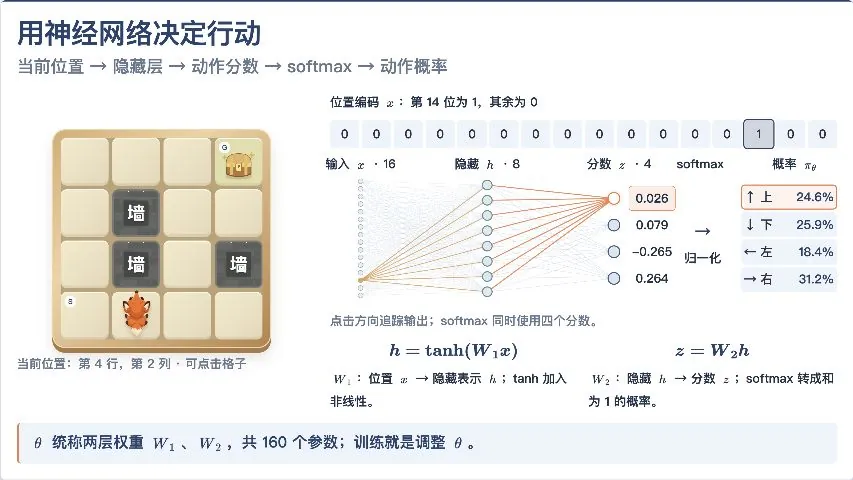 用神经网络决定行动
当前位置 → 隐藏层 → 动作分数 → softmax → 动作概率
位置编码 x：第 14 位为 1，其余为 0
0 0 0 0 0 0 0 0 0 0 0 0 0 1 0 0
输入 x · 16 隐藏 h · 8 分数 z · 4 softmax 概率 πθ
G
墙
墙 墙
S
0.026
0.079
−0.265
0.264
→
归一化
↑ 上 24.6%
↓ 下 25.9%
← 左 18.4%
→ 右 31.2%
点击方向追踪输出；softmax 同时使用四个分数。
当前位置：第 4 行，第 2 列 · 可点击格子
h = tanh(W₁x)
z = W₂h
W₁：位置 x → 隐藏表示 h；tanh 加入
非线性。
W₂：隐藏 h → 分数 z；softmax 转成和
为 1 的概率。
θ 统称两层权重 W₁、W₂，共 160 个参数；训练就是调整 θ。